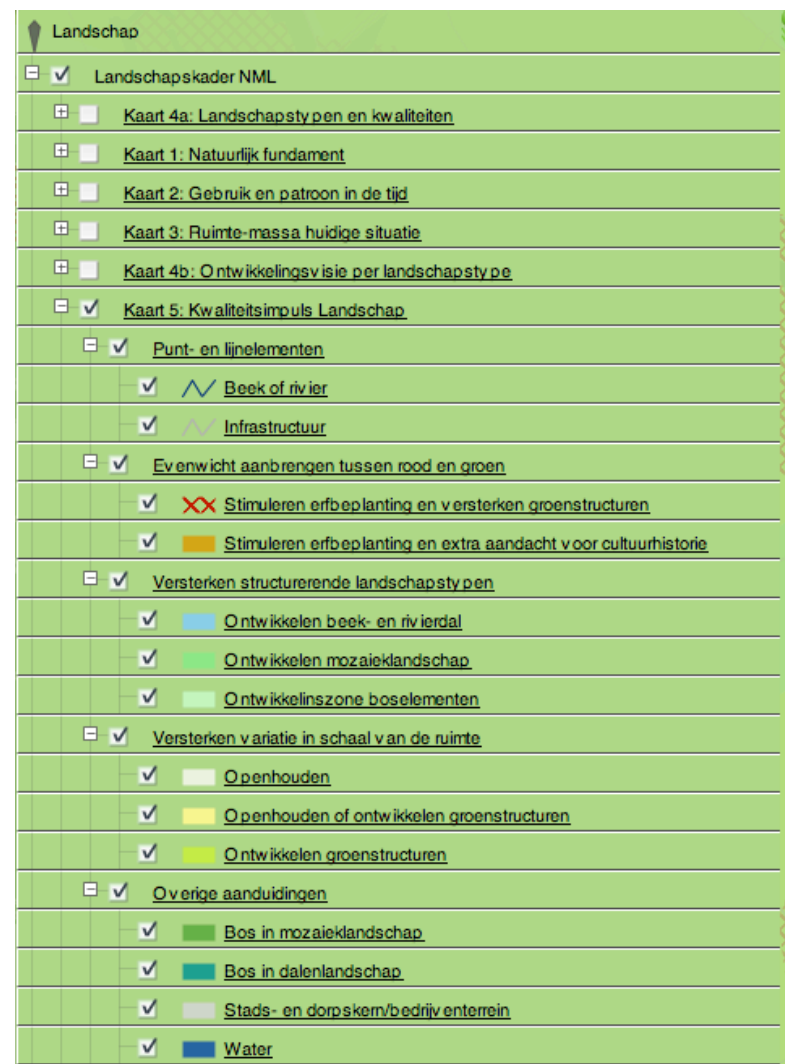 Landschap
Landschapskader NML
Kaart 4a: Landschapstypen en kwaliteiten
Kaart 1: Natuurlijk fundament
Kaart 2: Gebruik en patroon in de tijd
Kaart 3: Ruimte-massa huidige situatie
Kaart 4b: Ontwikkelingsvisie per landschapstype
Kaart 5: Kwaliteitsimpuls Landschap
Punt- en lijnelementen
Beek of rivier
Infrastructuur
Evenwicht aanbrengen tussen rood en groen
Stimuleren erfbeplanting en versterken groenstructuren
Stimuleren erfbeplanting en extra aandacht voor cultuurhistorie
Versterken structurerende landschapstypen
Ontwikkelen beek- en rivierdal
Ontwikkelen mozaieklandschap
Ontwikkelinszone boselementen
Versterken variatie in schaal van de ruimte
Openhouden
Openhouden of ontwikkelen groenstructuren
Ontwikkelen groenstructuren
Overige aanduidingen
Bos in mozaieklandschap
Bos in dalenlandschap
Stads- en dorpskern/bedrijventerrein
Water